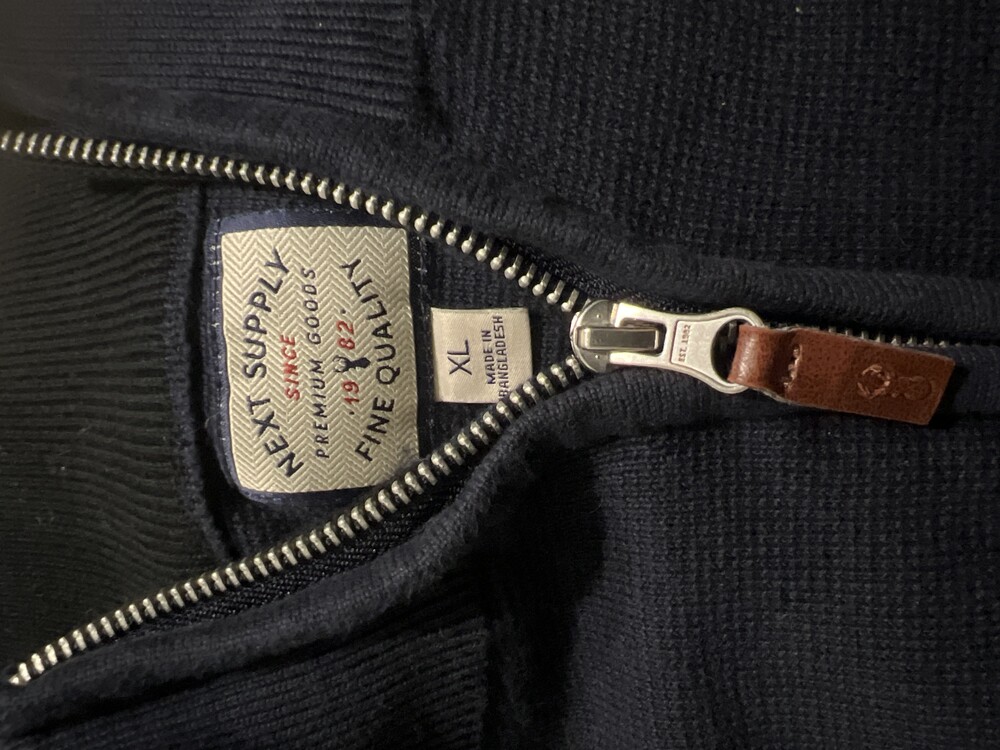 NEXT SUPPLY
SINCE
PREMIUM GOODS
·19 82·
FINE QUALITY
XL
MADE IN
BANGLADESH
EST. 1982